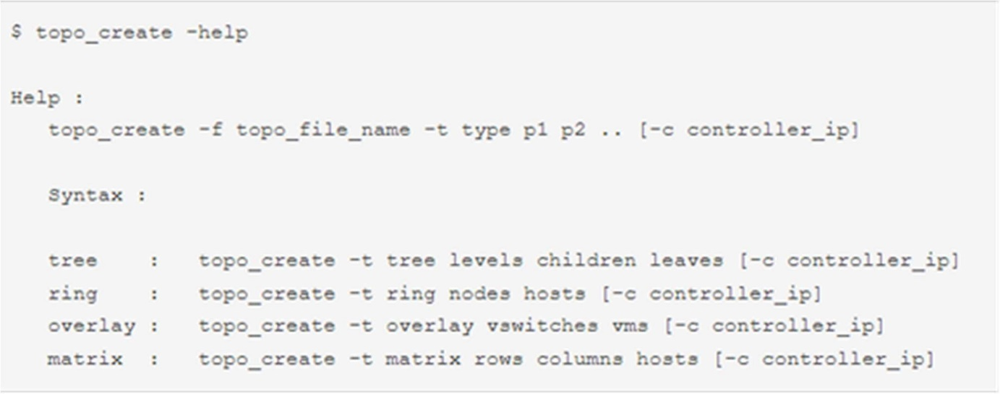 $ topo_create -help
Help :
topo_create -f topo_file_name -t type p1 p2 .. [-c controller_ip]
Syntax :
tree    :   topo_create -t tree levels children leaves [-c controller_ip]
ring    :   topo_create -t ring nodes hosts [-c controller_ip]
overlay :   topo_create -t overlay vswitches vms [-c controller_ip]
matrix  :   topo_create -t matrix rows columns hosts [-c controller_ip]